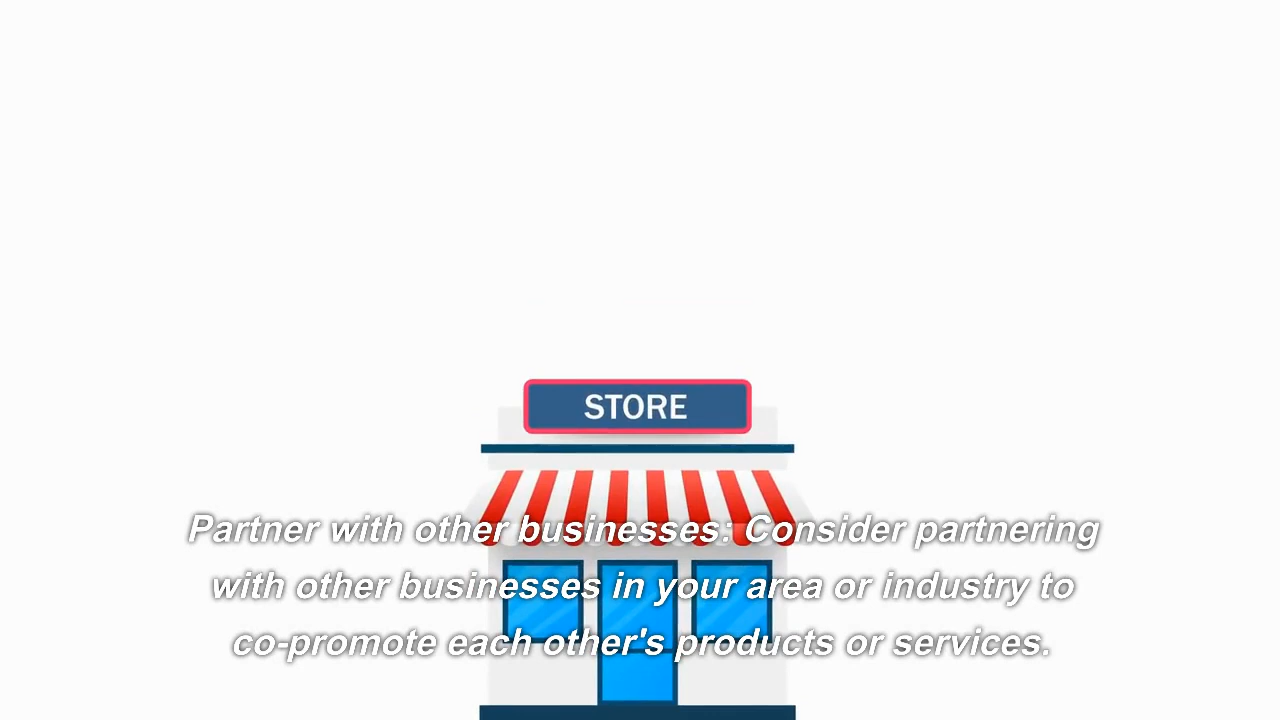 STORE
Partner with other businesses: Consider partnering
with other businesses in your area or industry to
co-promote each other's products or services.